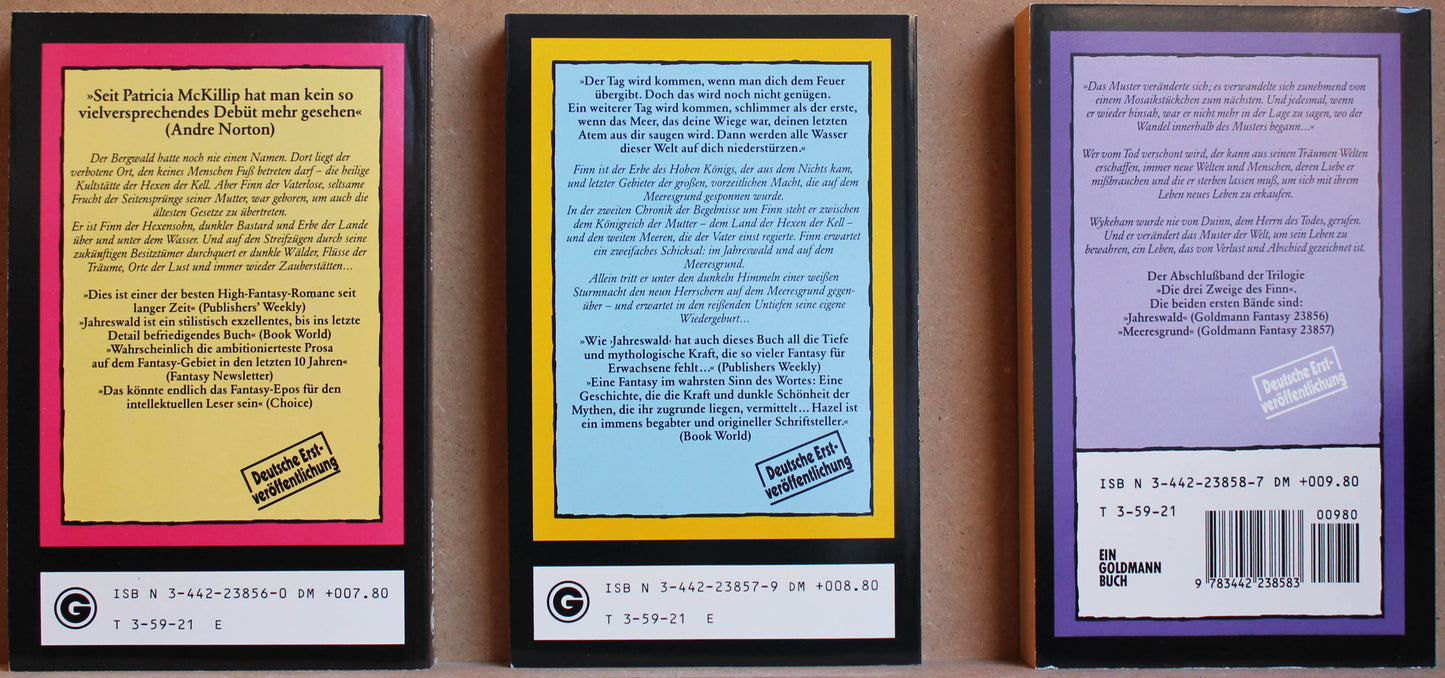 »Seit Patricia McKillip hat man kein so
vielversprechendes Debüt mehr gesehen«
(Andre Norton)
Der Bergwald hatte noch nie einen Namen. Dort liegt der
verbotene Ort, den keines Menschen Fuß betreten darf – die heilige
Kultstätte der Hexen der Kell. Aber Finn der Vaterlose, seltsame
Frucht der Seitensprünge seiner Mutter, war geboren, um auch die
ältesten Gesetze zu übertreten.
Er ist Finn der Hexensohn, dunkler Bastard und Erbe der Lande
über und unter dem Wasser. Und auf den Streifzügen durch seine
zukünftigen Besitztümer durchquert er dunkle Wälder, Flüsse der
Träume, Orte der Lust und immer wieder Zauberstätten...
»Dies ist einer der besten High-Fantasy-Romane seit
langer Zeit« (Publishers' Weekly)
»Jahreswald ist ein stilistisch exzellentes, bis ins letzte
Detail befriedigendes Buch« (Book World)
»Wahrscheinlich die ambitionierteste Prosa
auf dem Fantasy-Gebiet in den letzten 10 Jahren«
(Fantasy Newsletter)
»Das könnte endlich das Fantasy-Epos für den
intellektuellen Leser sein« (Choice)
Deutsche Erst-
veröffentlichung
G
ISB N 3-442-23856-0 DM +007.80
T 3-59-21 E
»Der Tag wird kommen, wenn man dich dem Feuer
übergibt. Doch das wird noch nicht genügen.
Ein weiterer Tag wird kommen, schlimmer als der erste,
wenn das Meer, das deine Wiege war, deinen letzten
Atem aus dir saugen wird. Dann werden alle Wasser
dieser Welt auf dich niederstürzen.«
Finn ist der Erbe des Hohen Königs, der aus dem Nichts kam,
und letzter Gebieter der großen, vorzeitlichen Macht, die auf dem
Meeresgrund gesponnen wurde.
In der zweiten Chronik der Begebnisse um Finn steht er zwischen
dem Königreich der Mutter – dem Land der Hexen der Kell –
und den weiten Meeren, die der Vater einst regierte. Finn erwartet
ein zweifaches Schicksal: im Jahreswald und auf dem
Meeresgrund.
Allein tritt er unter den dunkeln Himmeln einer weißen
Sturmnacht den neun Herrschern auf dem Meeresgrund gegen-
über – und erwartet in den reißenden Untiefen seine eigene
Wiedergeburt...
»Wie ›Jahreswald‹ hat auch dieses Buch all die Tiefe
und mythologische Kraft, die so vieler Fantasy für
Erwachsene fehlt...« (Publishers Weekly)
»Eine Fantasy im wahrsten Sinn des Wortes: Eine
Geschichte, die die Kraft und dunkle Schönheit der
Mythen, die ihr zugrunde liegen, vermittelt... Hazel ist
ein immens begabter und origineller Schriftsteller.«
(Book World)
Deutsche Erst-
veröffentlichung
G
ISB N 3-442-23857-9 DM +008.80
T 3-59-21 E
»Das Muster veränderte sich; es verwandelte sich zunehmend von
einem Mosaikstückchen zum nächsten. Und jedesmal, wenn
er wieder hinsah, war er nicht mehr in der Lage zu sagen, wo der
Wandel innerhalb des Musters begann...«
Wer vom Tod verschont wird, der kann aus seinen Träumen Welten
erschaffen, immer neue Welten und Menschen, deren Liebe er
mißbrauchen und die er sterben lassen muß, um sich mit ihrem
Leben neues Leben zu erkaufen.
Wykeham wurde nie von Duinn, dem Herrn des Todes, gerufen.
Und er verändert das Muster der Welt, um sein Leben zu
bewahren, ein Leben, das von Verlust und Abschied gezeichnet ist.
Der Abschlußband der Trilogie
»Die drei Zweige des Finn«.
Die beiden ersten Bände sind:
»Jahreswald« (Goldmann Fantasy 23856)
»Meeresgrund« (Goldmann Fantasy 23857)
Deutsche Erst-
veröffentlichung
ISB N 3-442-23858-7 DM +009.80
T 3-59-21
00980
EIN
GOLDMANN
BUCH
9 783442 238583